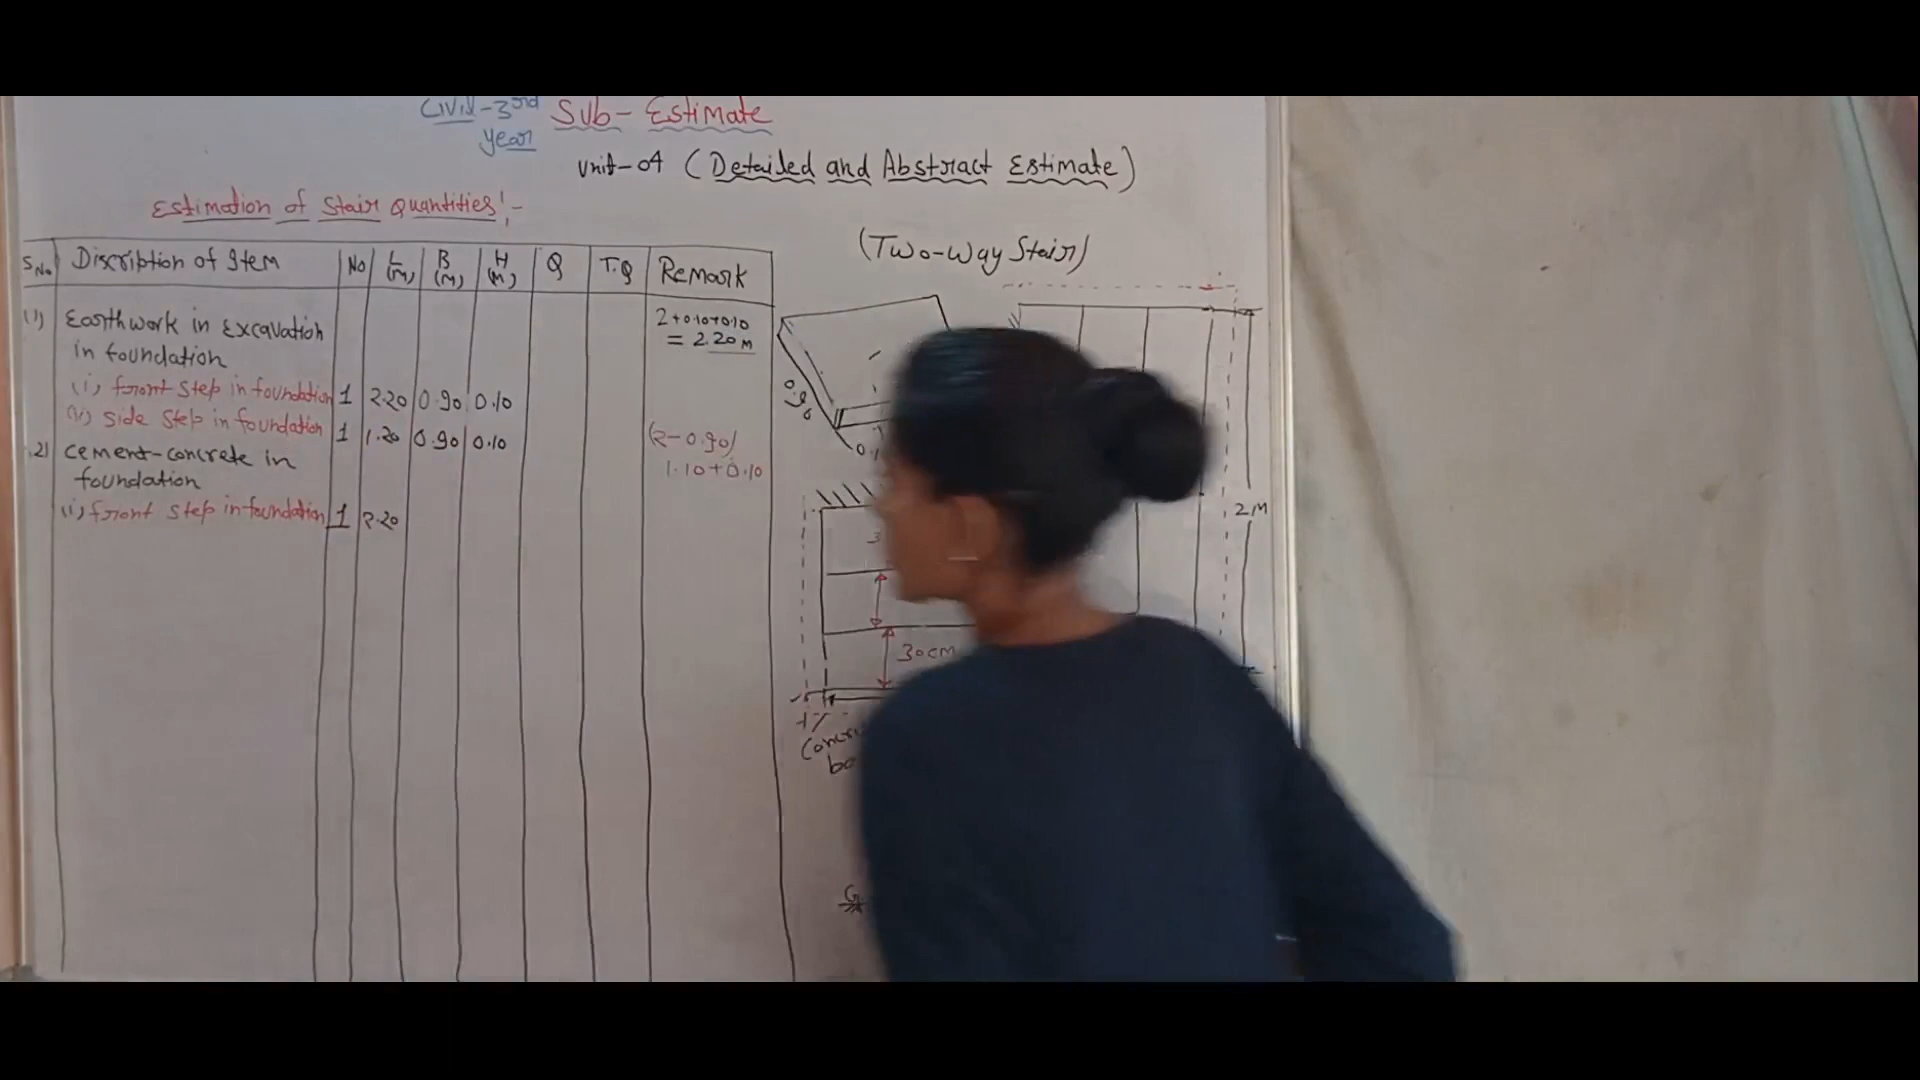 Civil-3rd Sub-Estimate
Year
Unit-04 (Detailed and Abstract Estimate)
Estimation of Stair Quantities:-
S.No Discription of Item No L (M) B (M) H (M) Q T.Q Remark
(1) Earthwork in Excavation 2+0.10+0.10
in foundation = 2.20 M
(i) front step in foundation 1 2.20 0.90 0.10
(ii) side step in foundation 1 1.20 0.90 0.10 (2-0.90)
2) cement-concrete in 1.10+0.10
foundation
(i) front step in foundation 1 2.20
(Two-Way Stair)
0.90
2M
30cm